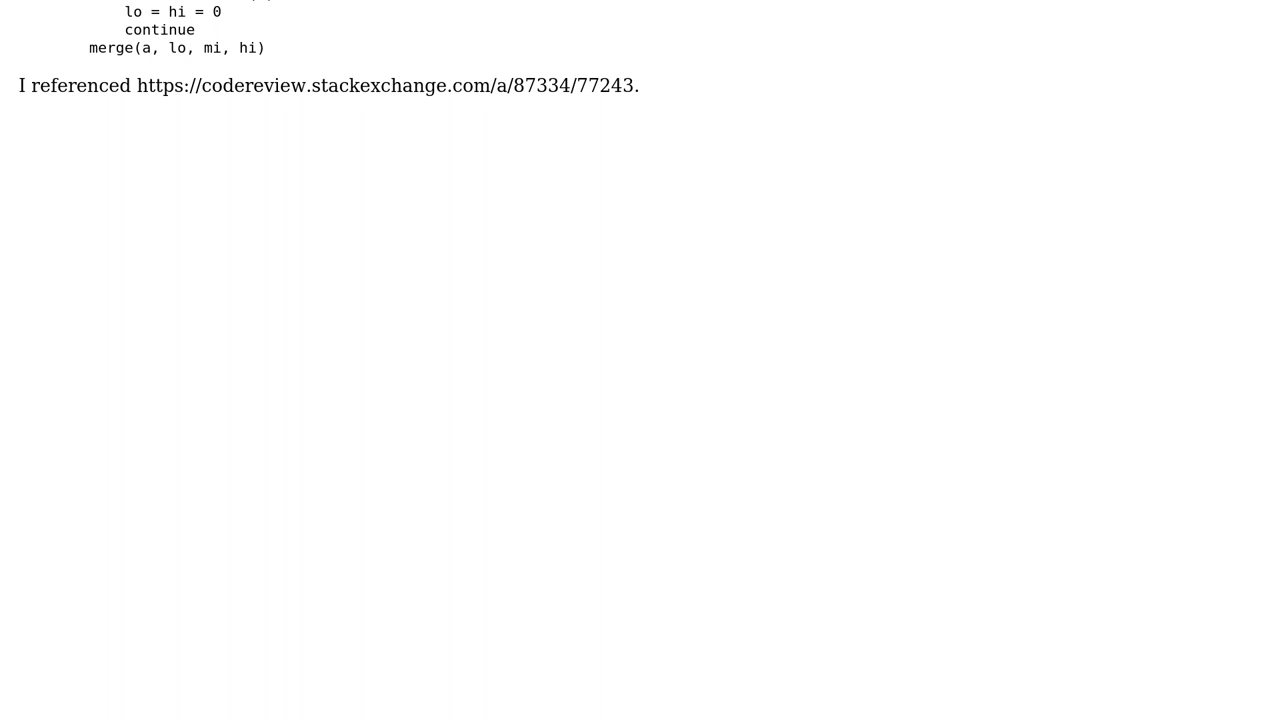 lo = hi = 0
continue
merge(a, lo, mi, hi)
I referenced https://codereview.stackexchange.com/a/87334/77243.